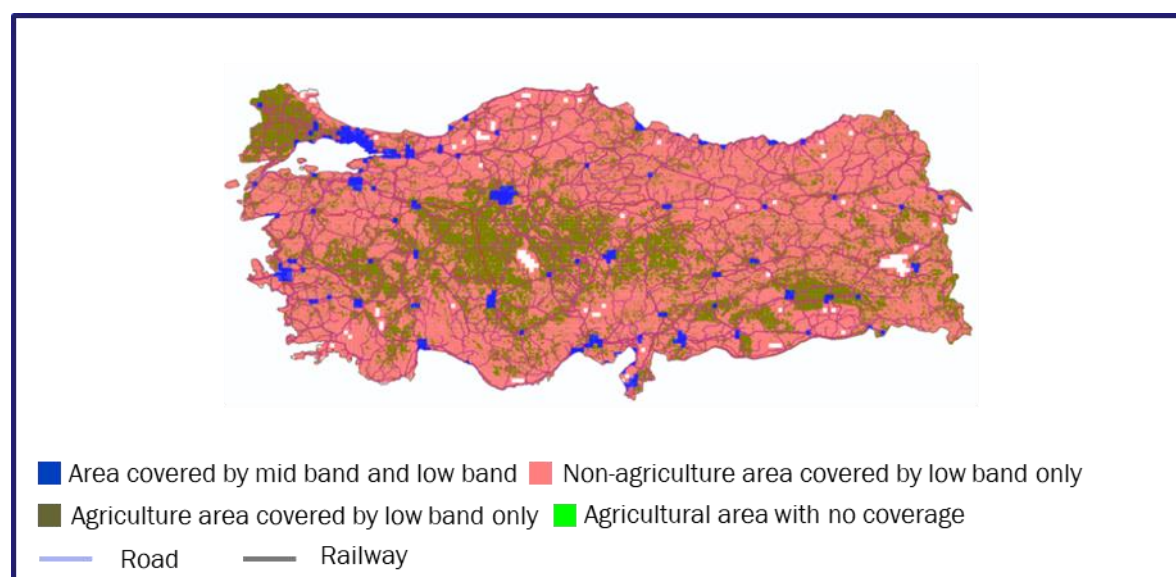 Area covered by mid band and low band Non-agriculture area covered by low band only
Agriculture area covered by low band only Agricultural area with no coverage
Road Railway